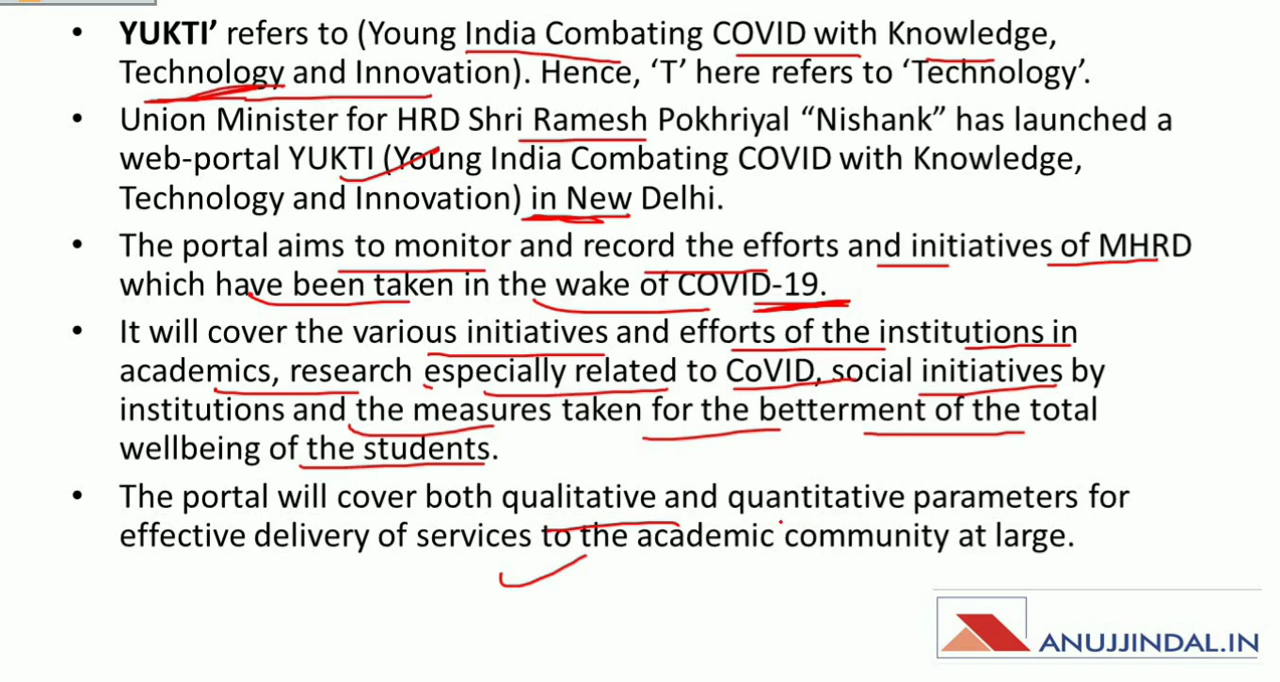 • YUKTI’ refers to (Young India Combating COVID with Knowledge,
Technology and Innovation). Hence, ‘T’ here refers to ‘Technology’.
• Union Minister for HRD Shri Ramesh Pokhriyal “Nishank” has launched a
web-portal YUKTI (Young India Combating COVID with Knowledge,
Technology and Innovation) in New Delhi.
• The portal aims to monitor and record the efforts and initiatives of MHRD
which have been taken in the wake of COVID-19.
• It will cover the various initiatives and efforts of the institutions in
academics, research especially related to CoVID, social initiatives by
institutions and the measures taken for the betterment of the total
wellbeing of the students.
• The portal will cover both qualitative and quantitative parameters for
effective delivery of services to the academic community at large.
ANUJJINDAL.IN